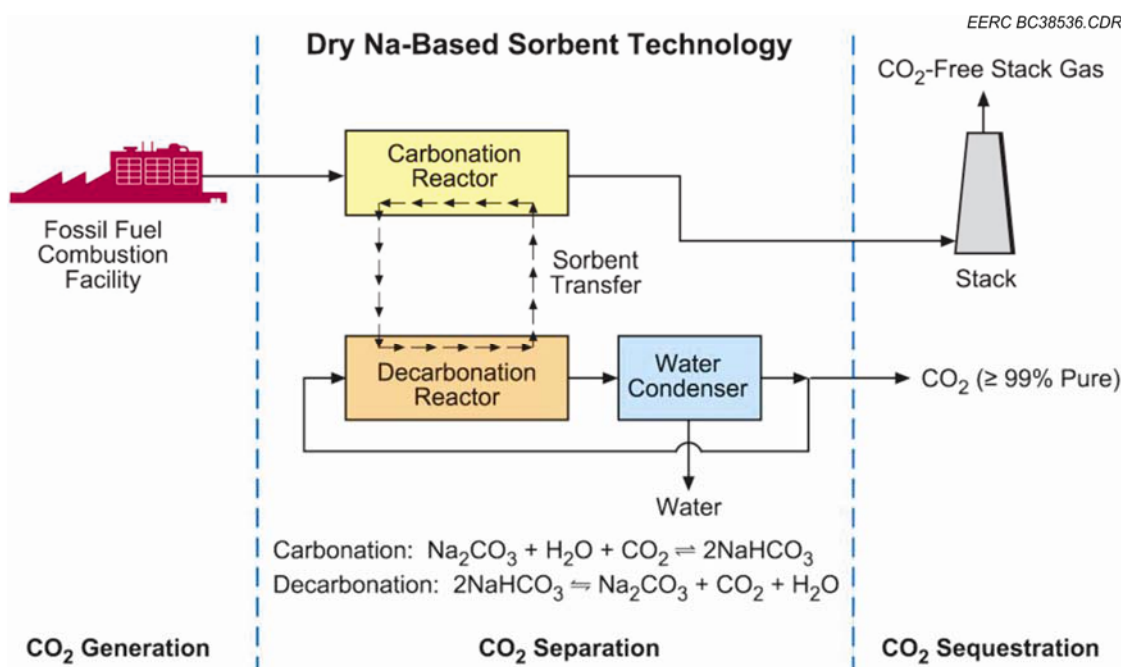 EERC BC38536.CDR
Dry Na-Based Sorbent Technology
CO₂-Free Stack Gas
Carbonation
Reactor
Fossil Fuel
Combustion
Facility
Sorbent
Transfer
Stack
Decarbonation
Reactor
Water
Condenser
CO₂ (≥ 99% Pure)
Water
Carbonation: Na₂CO₃ + H₂O + CO₂ ⇌ 2NaHCO₃
Decarbonation: 2NaHCO₃ ⇋ Na₂CO₃ + CO₂ + H₂O
CO₂ Generation
CO₂ Separation
CO₂ Sequestration